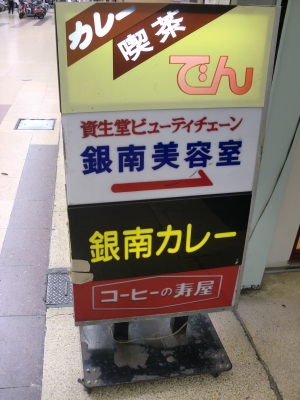 カレー
喫茶
でん
資生堂ビューティチェーン
銀南美容室
銀南カレー
コーヒーの寿屋